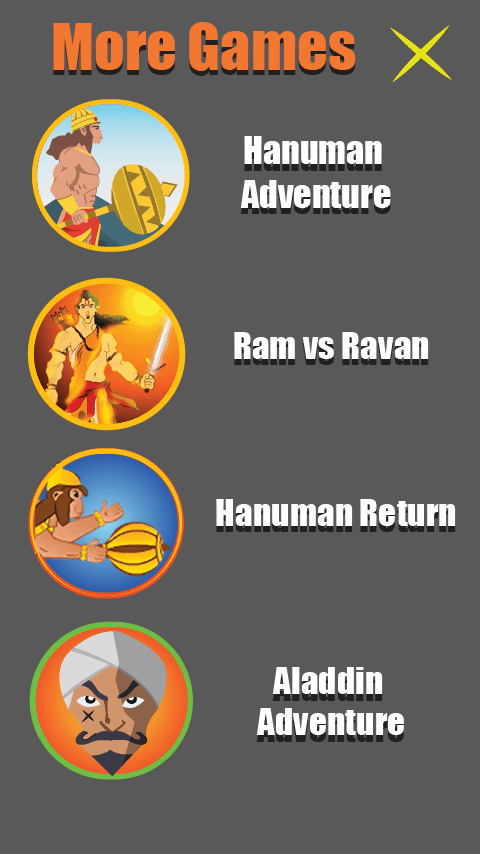 More Games
Hanuman
Adventure
Ram vs Ravan
Hanuman Return
Aladdin
Adventure